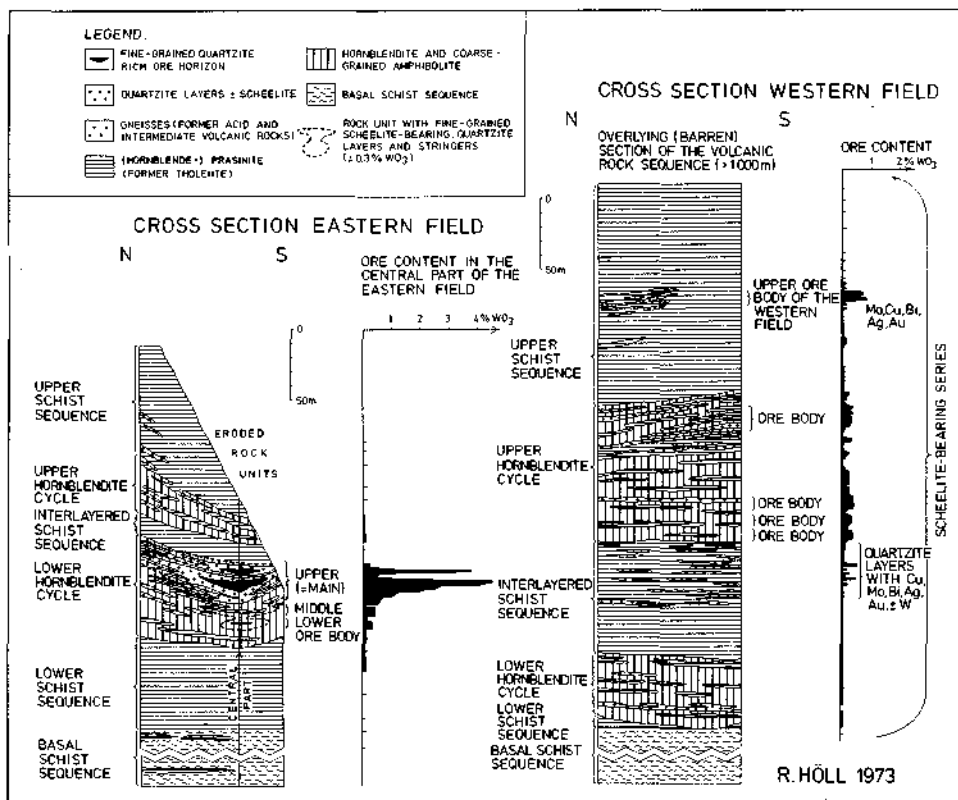 LEGEND.
FINE-GRAINED QUARTZITE
RICH ORE HORIZON
QUARTZITE LAYERS ± SCHEELITE
GNEISSES (FORMER ACID AND
INTERMEDIATE VOLCANIC ROCKS)
(HORNBLENDE-) PRASINITE
(FORMER THOLEIITE)
HORNBLENDITE AND COARSE-
GRAINED AMPHIBOLITE
BASAL SCHIST SEQUENCE
ROCK UNIT WITH FINE-GRAINED
SCHEELITE-BEARING, QUARTZITE
LAYERS AND STRINGERS
(±0.3% WO3)
CROSS SECTION EASTERN FIELD
N
S
0
50m
ORE CONTENT IN THE
CENTRAL PART OF THE
EASTERN FIELD
1 2 3 4% WO3
UPPER
SCHIST
SEQUENCE
ERODED
ROCK
UNITS
UPPER
HORNBLENDITE
CYCLE
INTERLAYERED
SCHIST
SEQUENCE
LOWER
HORNBLENDITE
CYCLE
UPPER
(=MAIN)
MIDDLE
LOWER
ORE BODY
LOWER
SCHIST
SEQUENCE
CENTRAL
PART
BASAL
SCHIST
SEQUENCE
CROSS SECTION WESTERN FIELD
N
S
OVERLYING (BARREN)
SECTION OF THE VOLCANIC
ROCK SEQUENCE (>1000m)
ORE CONTENT
1 2% WO3
0
50m
UPPER ORE
BODY OF THE
WESTERN
FIELD
Mo,Cu,Bi,
Ag,Au
UPPER
SCHIST
SEQUENCE
ORE BODY
UPPER
HORNBLENDITE
CYCLE
ORE BODY
ORE BODY
ORE BODY
QUARTZITE
LAYERS
WITH Cu,
Mo,Bi,Ag,
Au,±W
INTERLAYERED
SCHIST
SEQUENCE
LOWER
HORNBLENDITE
CYCLE
LOWER
SCHIST
SEQUENCE
BASAL SCHIST
SEQUENCE
SCHEELITE-BEARING SERIES
R.HÖLL 1973